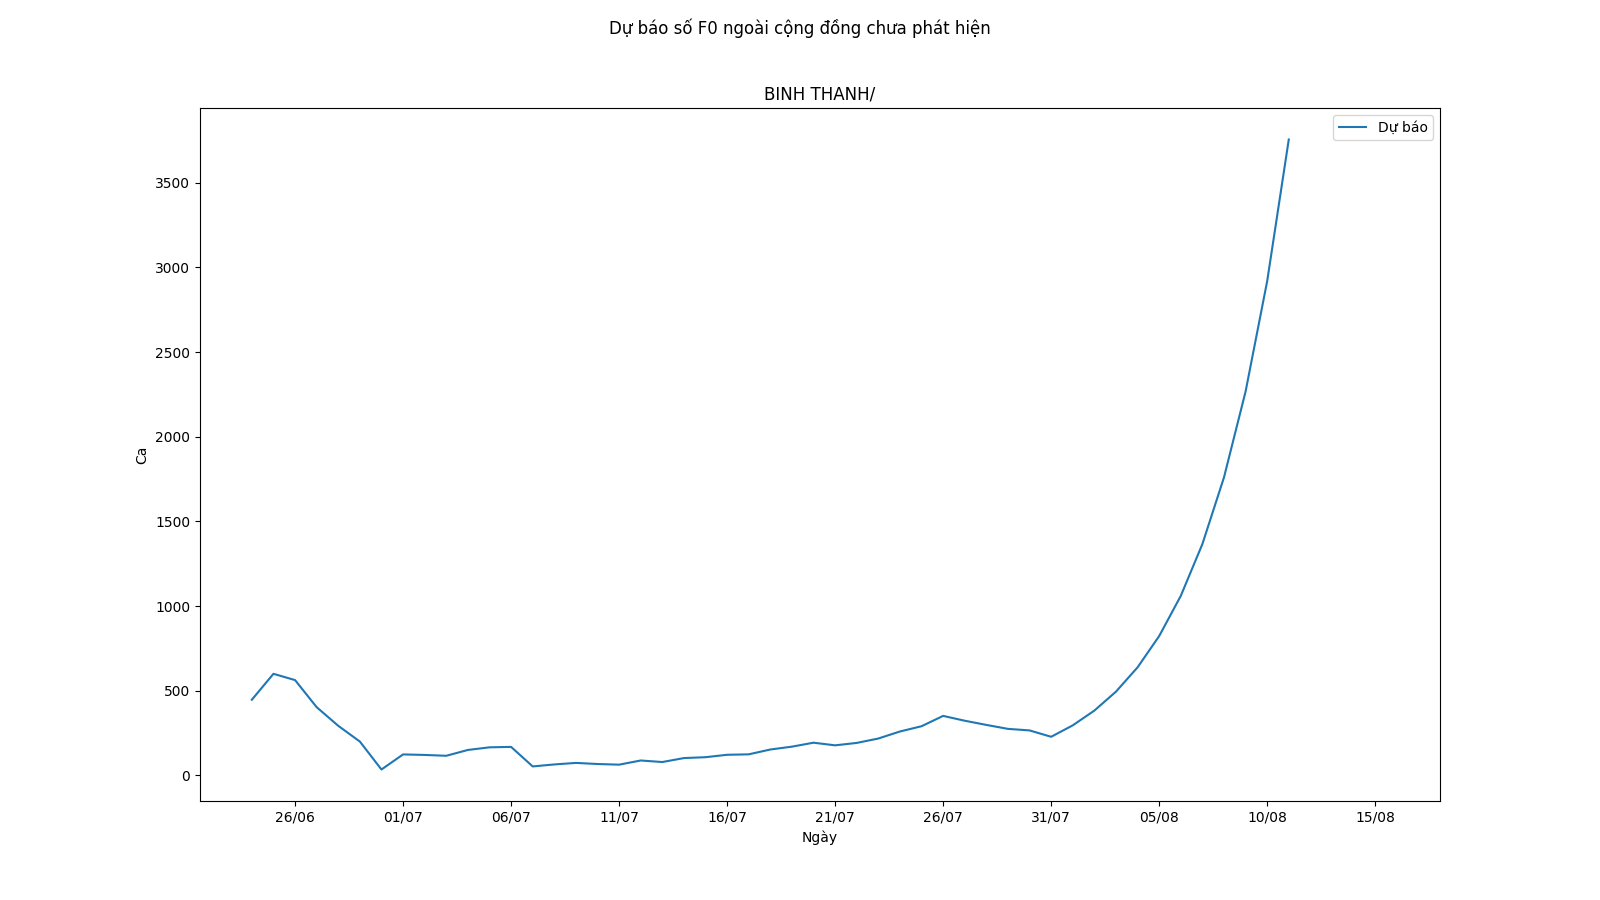 Dự báo số F0 ngoài cộng đồng chưa phát hiện
BINH THANH/
Dự báo
3500
3000
2500
2000
1500
1000
500
0
Ca
26/06 01/07 06/07 11/07 16/07 21/07 26/07 31/07 05/08 10/08 15/08
Ngày